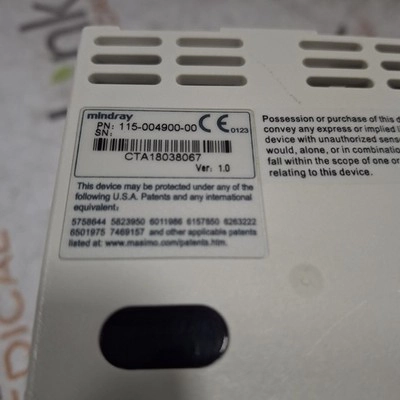 mindray
PN: 115-004900-00 CE 0123
SN:
CTA18038067
Ver: 1.0
This device may be protected under any of the
following U.S.A. Patents and any international
equivalent:
5758644 5823950 6011986 6157850 6263222
6501975 7469157 and other applicable patents
listed at: www.masimo.com/patents.htm.
Possession or purchase of this d
convey any express or implied li
device with unauthorized sens
would, alone, or in combinatio
fall within the scope of one or
relating to this device.